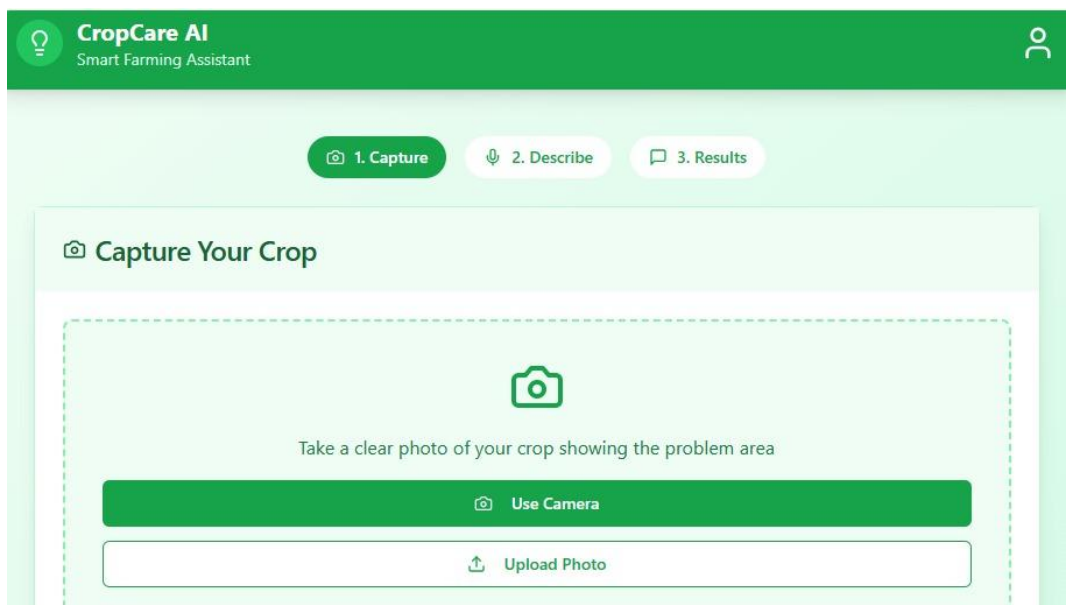 CropCare AI
Smart Farming Assistant
1. Capture
2. Describe
3. Results
Capture Your Crop
Take a clear photo of your crop showing the problem area
Use Camera
Upload Photo